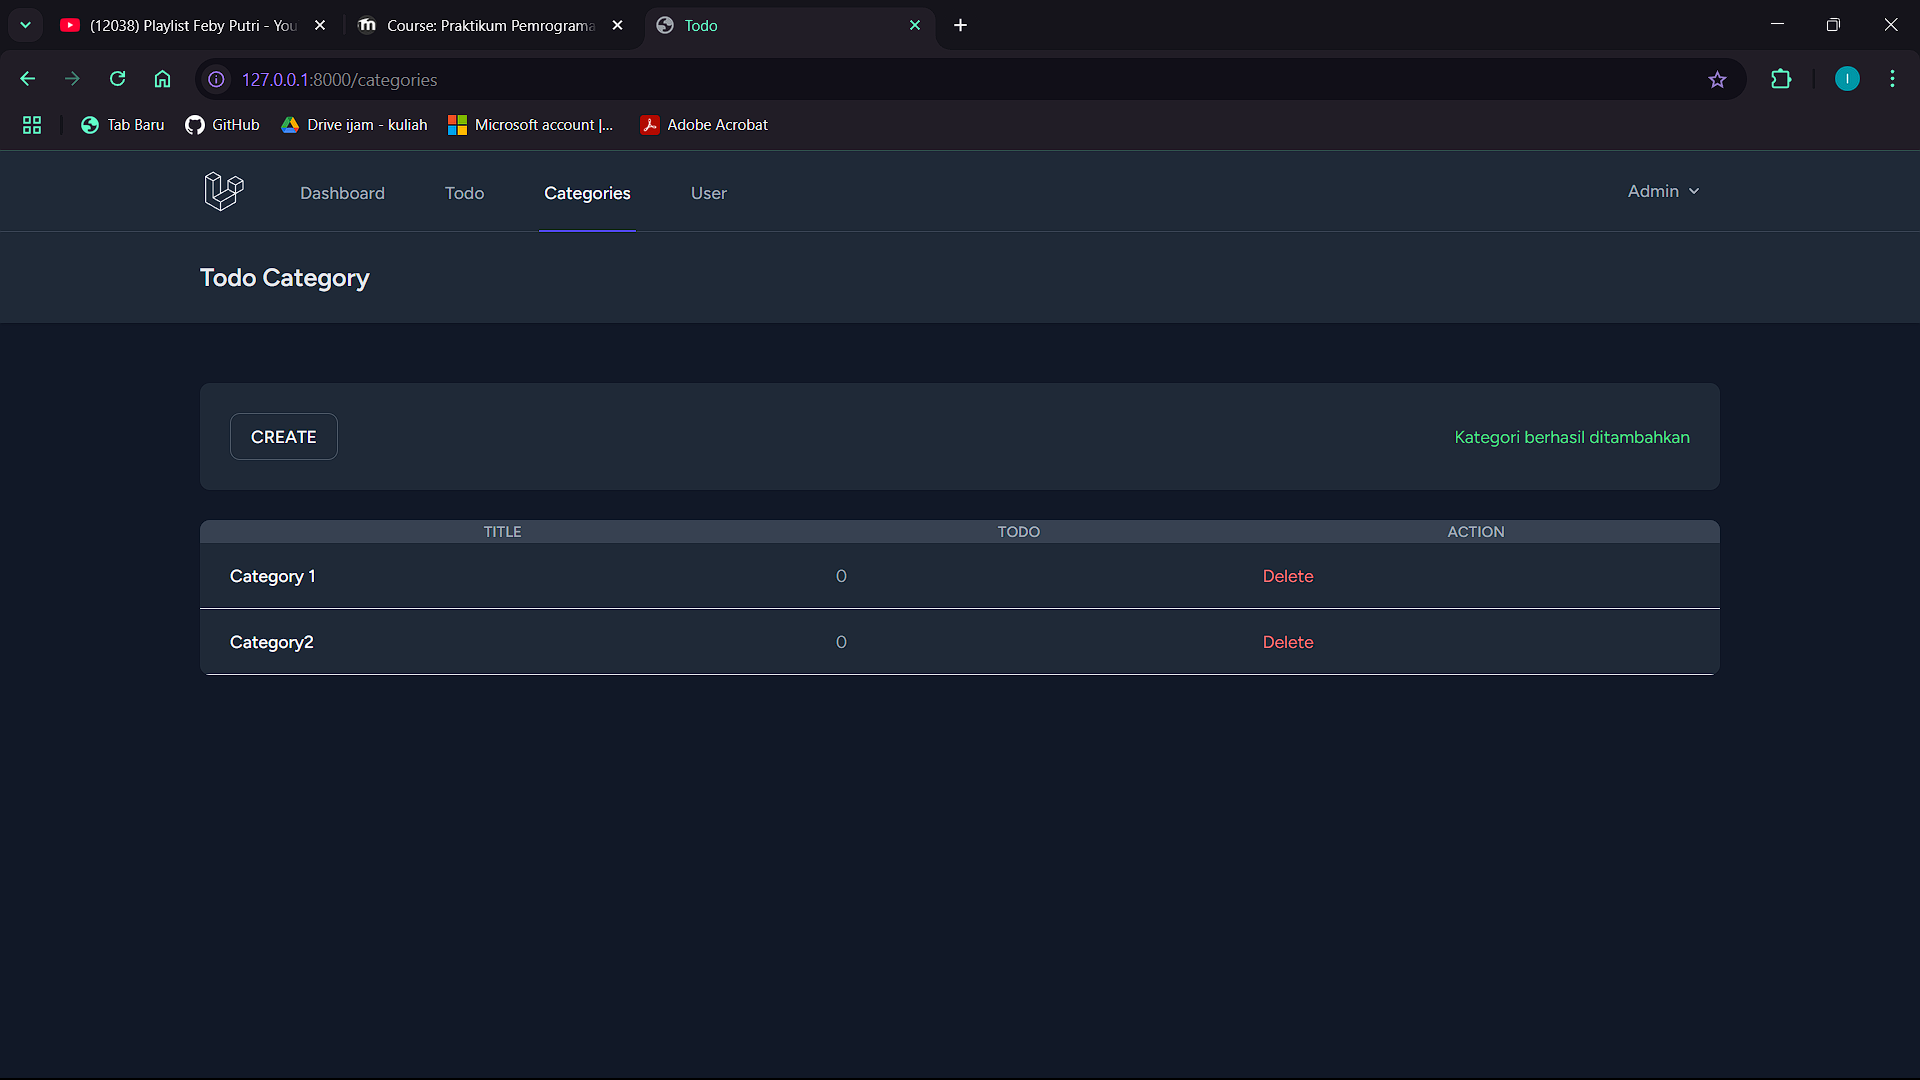 (12038) Playlist Feby Putri - You
Course: Praktikum Pemrograma
Todo
127.0.0.1:8000/categories
I
Tab Baru
GitHub
Drive ijam - kuliah
Microsoft account |...
Adobe Acrobat
Dashboard
Todo
Categories
User
Admin
Todo Category
CREATE
Kategori berhasil ditambahkan
TITLE TODO ACTION
Category 1 0 Delete
Category2 0 Delete